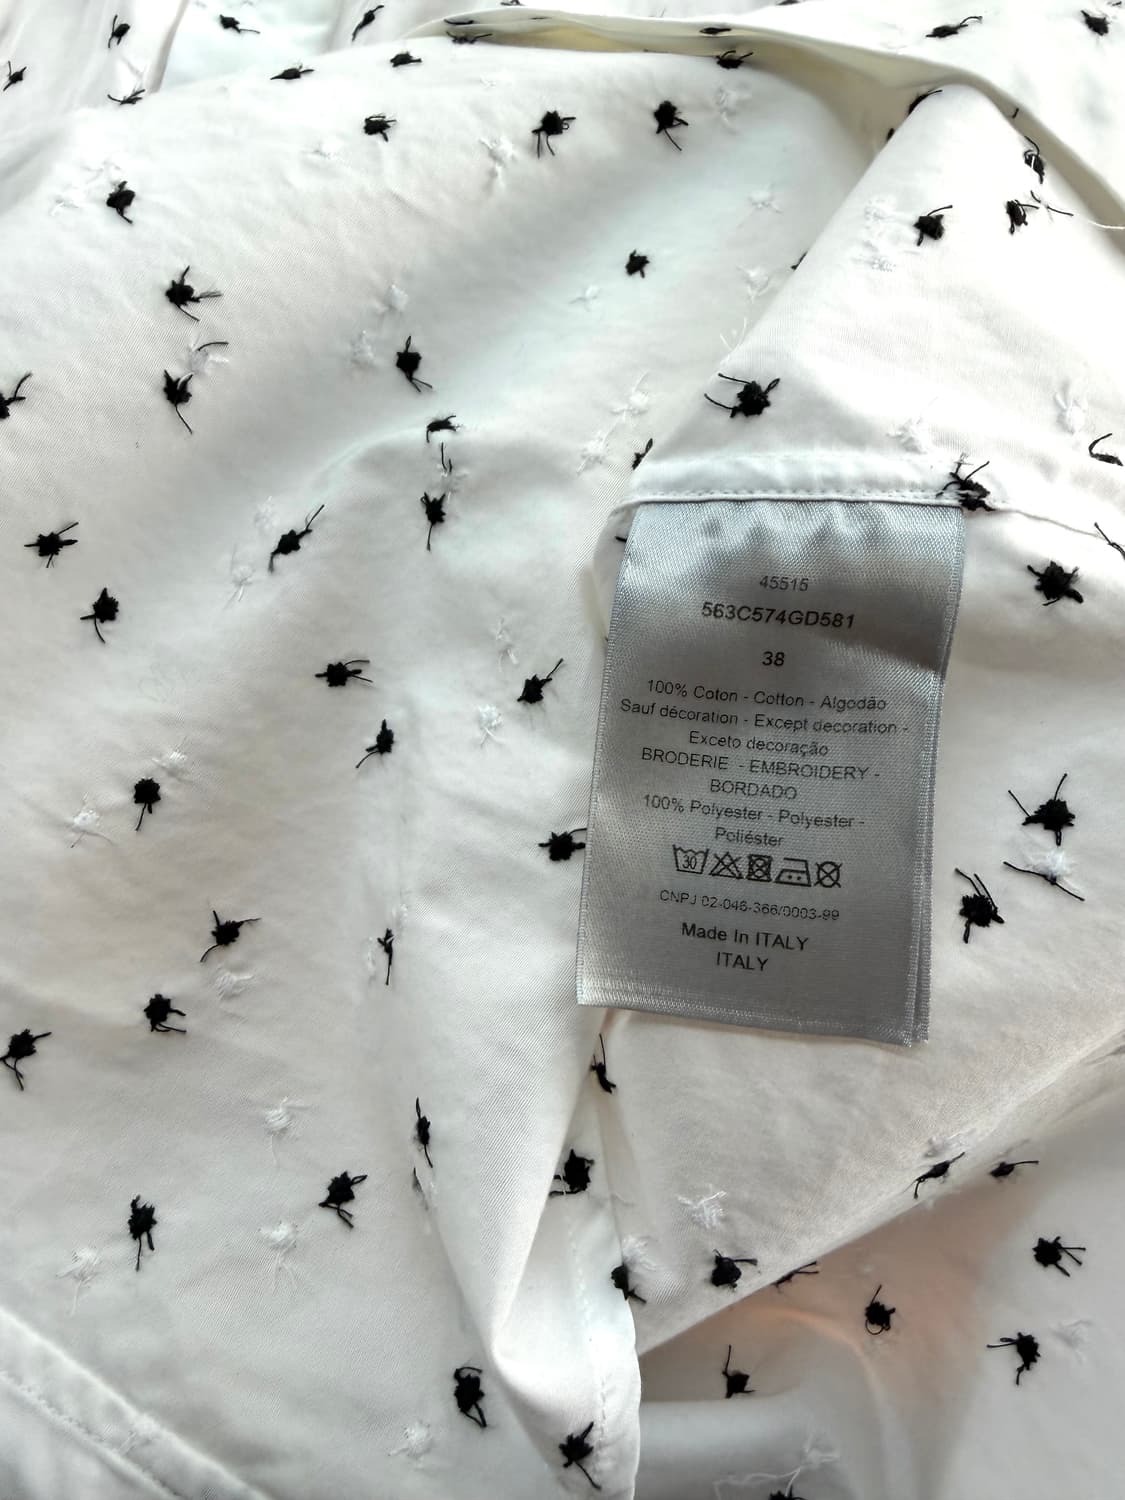 45515
563C574GD581
38
100% Coton - Cotton - Algodão
Sauf décoration - Except decoration -
Exceto decoração
BRODERIE - EMBROIDERY -
BORDADO
100% Polyester - Polyester -
Poliéster
30
CNPJ 02-046-366/0003-99
Made In ITALY
ITALY